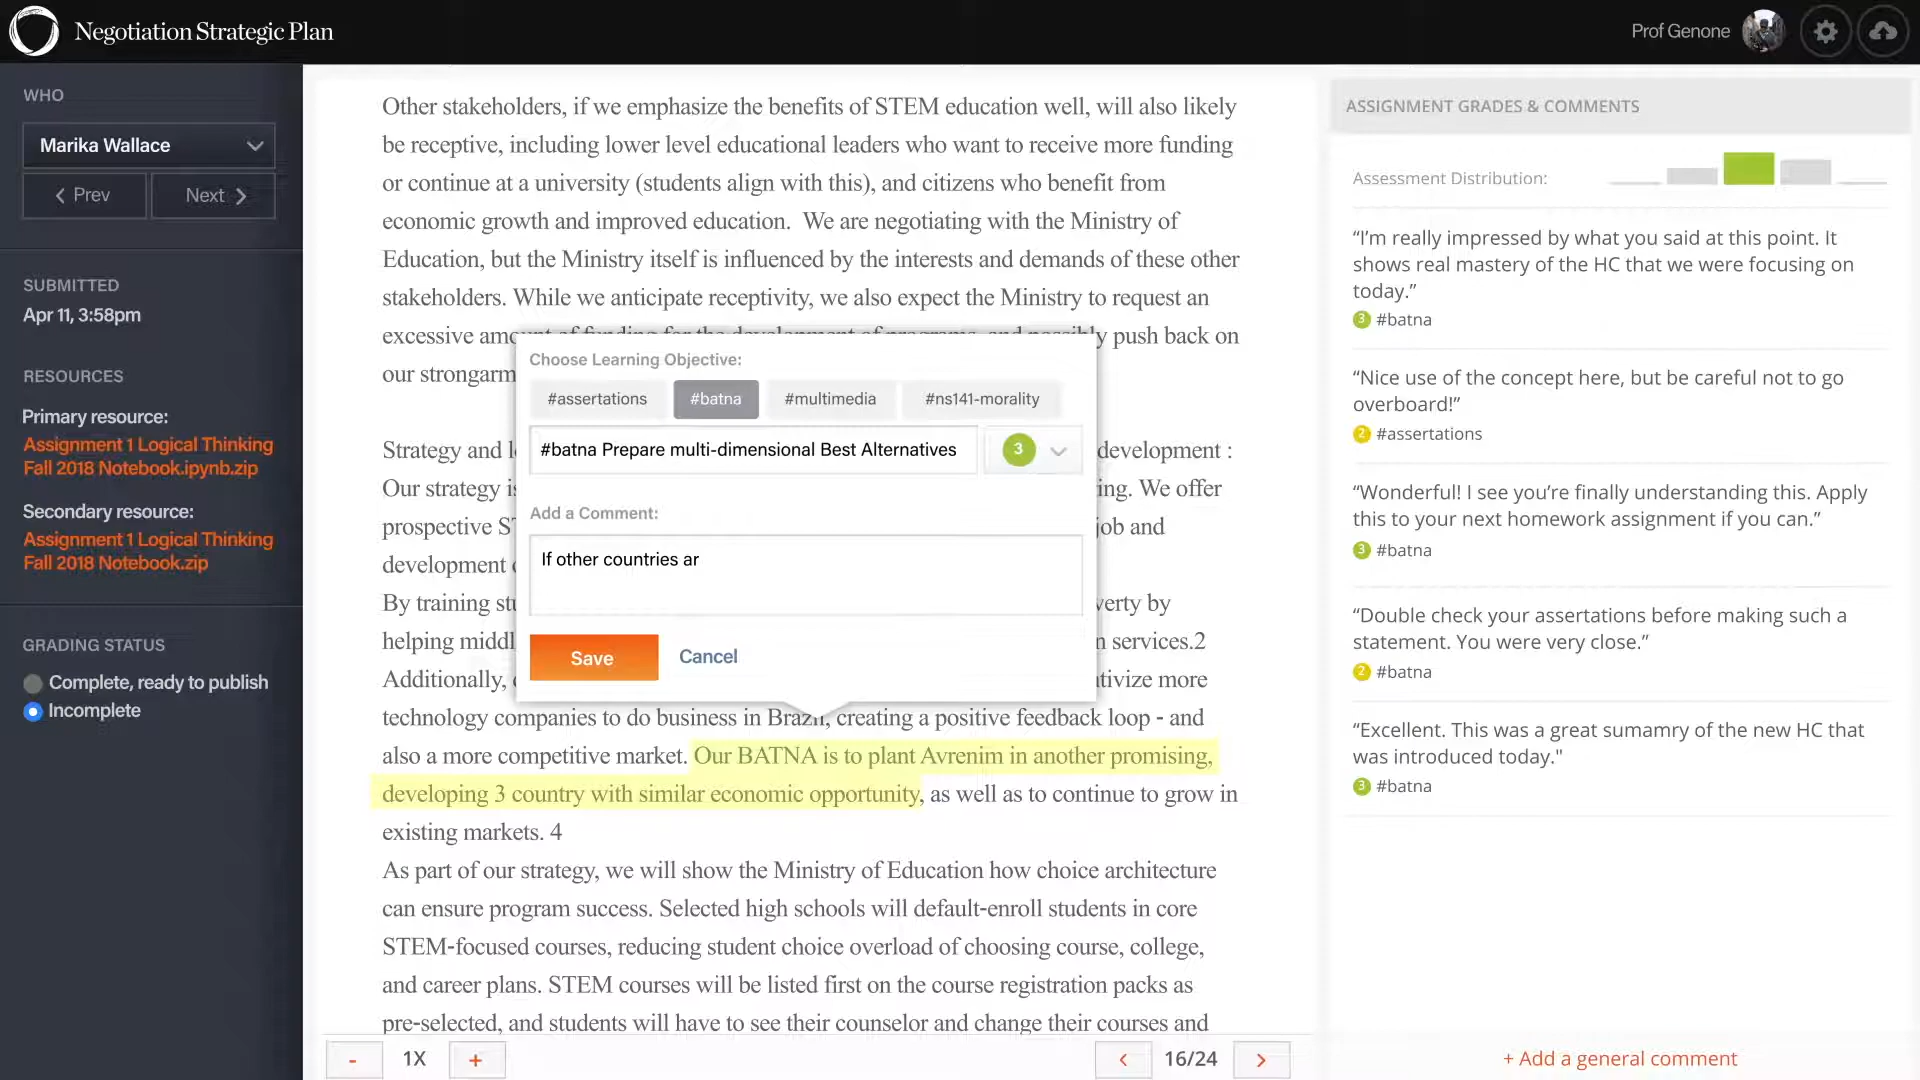 Negotiation Strategic Plan
Prof Genone
WHO
Marika Wallace
Prev
Next
SUBMITTED
Apr 11, 3:58pm
RESOURCES
Primary resource:
Assignment 1 Logical Thinking
Fall 2018 Notebook.ipynb.zip
Secondary resource:
Assignment 1 Logical Thinking
Fall 2018 Notebook.zip
GRADING STATUS
Complete, ready to publish
Incomplete
Other stakeholders, if we emphasize the benefits of STEM education well, will also likely
be receptive, including lower level educational leaders who want to receive more funding
or continue at a university (students align with this), and citizens who benefit from
economic growth and improved education.  We are negotiating with the Ministry of
Education, but the Ministry itself is influenced by the interests and demands of these other
stakeholders. While we anticipate receptivity, we also expect the Ministry to request an
excessive amount of funding for the development of programs, and possibly push back on
our strongarm
Choose Learning Objective:
#assertations
#batna
#multimedia
#ns141-morality
#batna Prepare multi-dimensional Best Alternatives
3
Add a Comment:
If other countries ar
Save
Cancel
Strategy and development :
Our strategy We offer
prospective job and
development
By training by
helping services.2
Additionally, more
technology companies to do business in Brazil, creating a positive feedback loop - and
also a more competitive market. Our BATNA is to plant Avrenim in another promising,
developing 3 country with similar economic opportunity, as well as to continue to grow in
existing markets. 4
As part of our strategy, we will show the Ministry of Education how choice architecture
can ensure program success. Selected high schools will default-enroll students in core
STEM-focused courses, reducing student choice overload of choosing course, college,
and career plans. STEM courses will be listed first on the course registration packs as
pre-selected, and students will have to see their counselor and change their courses and
- 1X +
< 16/24 >
ASSIGNMENT GRADES & COMMENTS
Assessment Distribution:
“I’m really impressed by what you said at this point. It
shows real mastery of the HC that we were focusing on
today.”
3 #batna
“Nice use of the concept here, but be careful not to go
overboard!”
2 #assertations
“Wonderful! I see you’re finally understanding this. Apply
this to your next homework assignment if you can.”
3 #batna
“Double check your assertations before making such a
statement. You were very close.”
2 #batna
“Excellent. This was a great sumamry of the new HC that
was introduced today."
3 #batna
+ Add a general comment